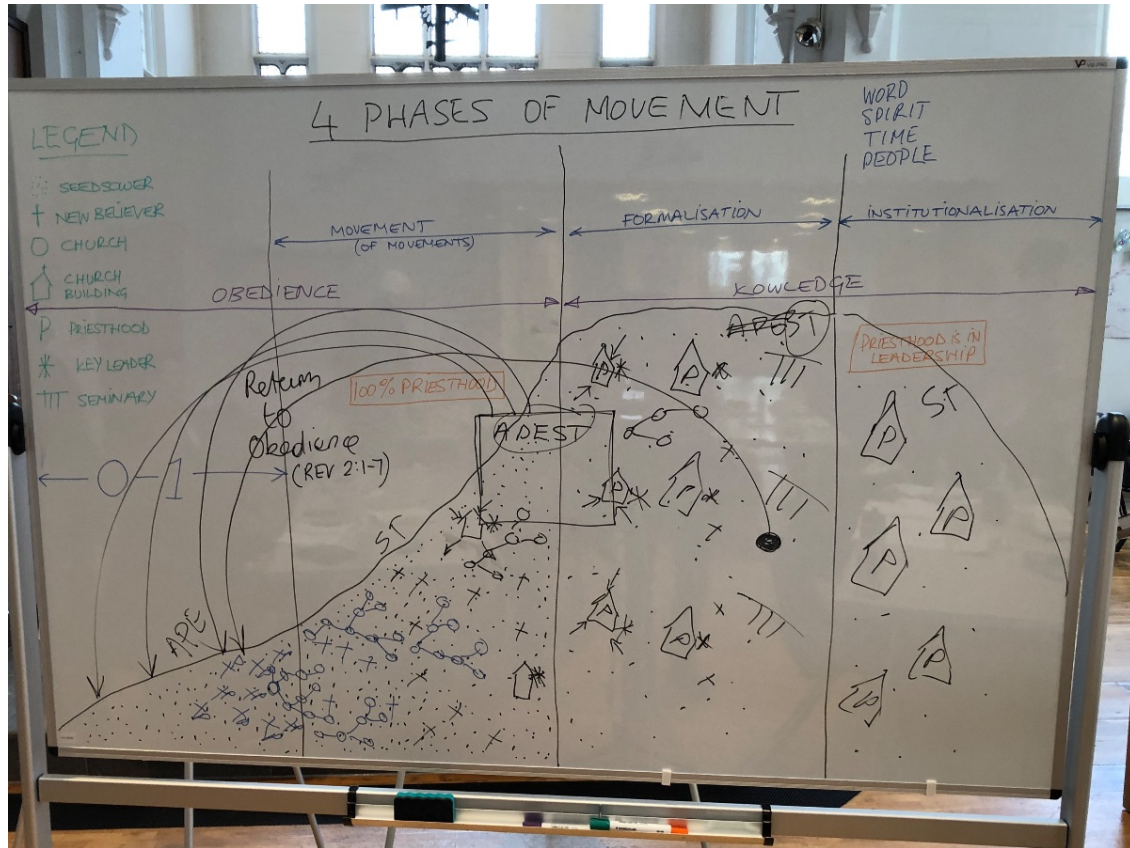 4 PHASES OF MOVEMENT
WORD
SPIRIT
TIME
PEOPLE
LEGEND
SEEDSOWER
NEW BELIEVER
CHURCH
CHURCH
BUILDING
P PRIESTHOOD
KEY LEADER
SEMINARY
MOVEMENT
(OF MOVEMENTS)
FORMALISATION
INSTITUTIONALISATION
OBEDIENCE
KOWLEDGE
0-1
Return
to
Obedience
(REV 2:1-7)
100% PRIESTHOOD
PRIESTHOOD IS IN
LEADERSHIP
APEST
APEST
ST
ST
APE
P
P
P
P
P
P
P
P
P
P
P